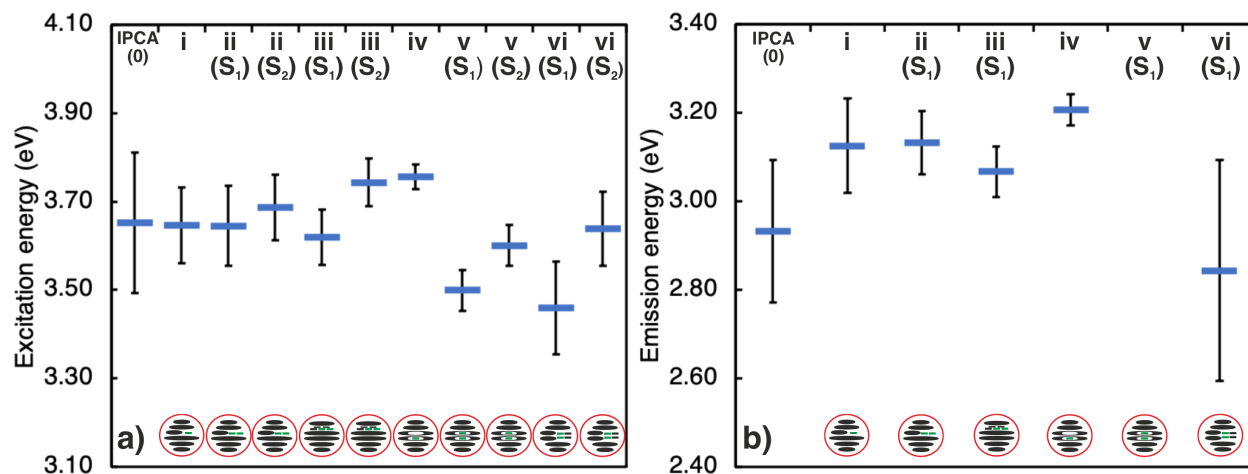 4.10
3.90
3.70
3.50
3.30
3.10
Excitation energy (eV)
IPCA i ii ii iii iii iv v v vi vi
(0) (S₁) (S₂) (S₁) (S₂) (S₁) (S₂) (S₁) (S₂)
a)
3.40
3.20
3.00
2.80
2.60
2.40
Emission energy (eV)
IPCA i ii iii iv v vi
(0) (S₁) (S₁) (S₁) (S₁)
b)